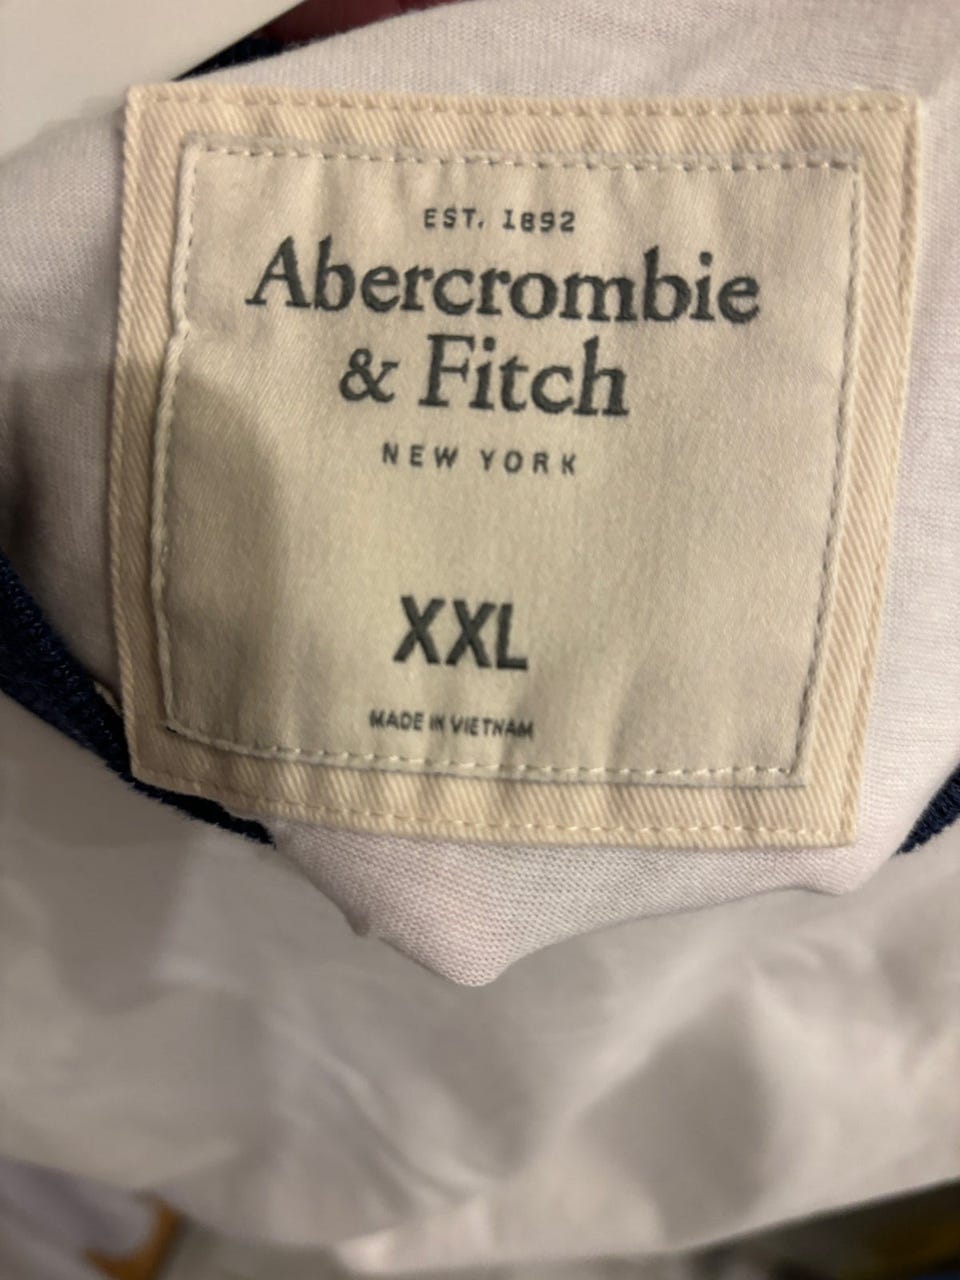 EST. 1892
Abercrombie
& Fitch
NEW YORK
XXL
MADE IN VIETNAM